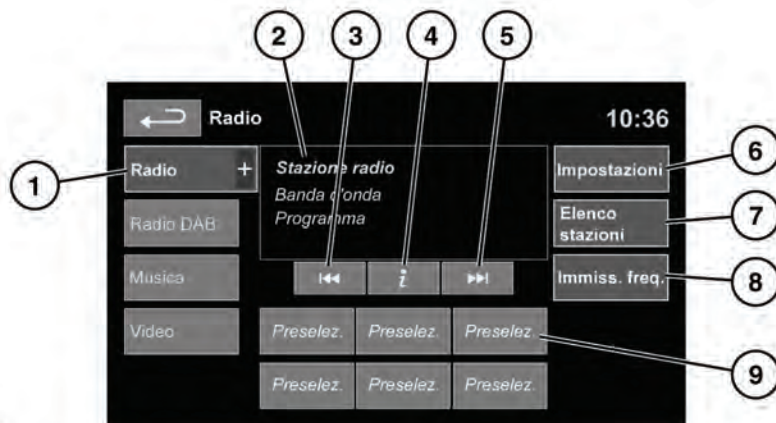 2 3 4 5
Radio 10:36
1 Radio + Stazione radio Impostazioni 6
Banda d'onda
Programma
Radio DAB Elenco stazioni 7
Musica i Immiss. freq. 8
Video Preselez. Preselez. Preselez. 9
Preselez. Preselez. Preselez.